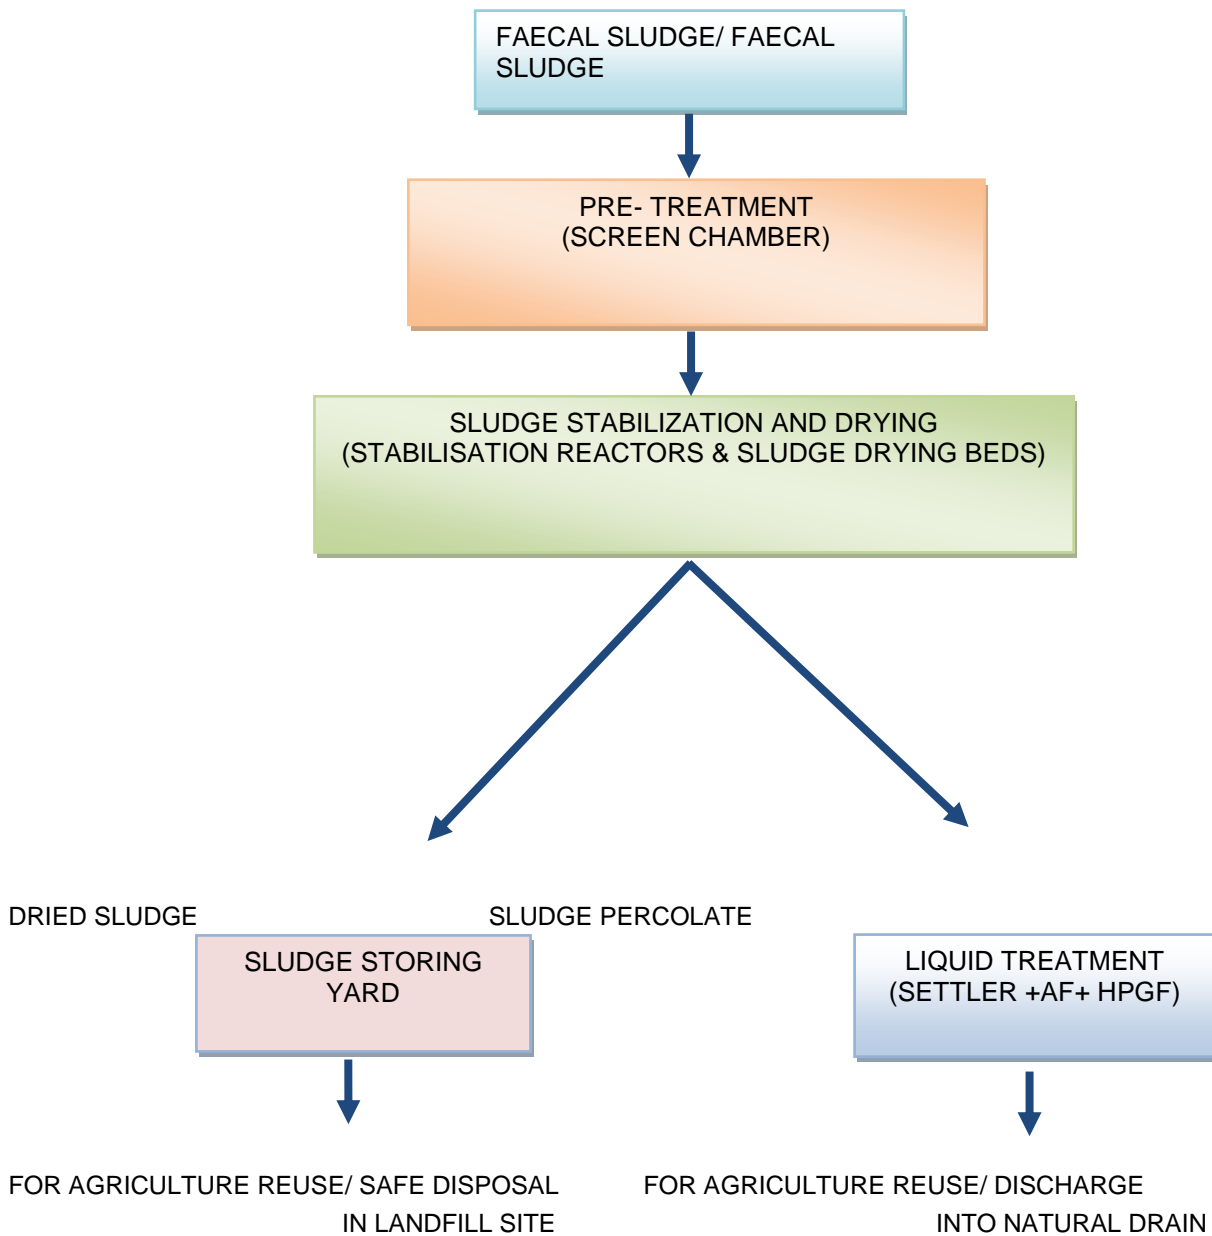 FAECAL SLUDGE/ FAECAL
SLUDGE
PRE- TREATMENT
(SCREEN CHAMBER)
SLUDGE STABILIZATION AND DRYING
(STABILISATION REACTORS & SLUDGE DRYING BEDS)
DRIED SLUDGE
SLUDGE PERCOLATE
SLUDGE STORING
YARD
LIQUID TREATMENT
(SETTLER +AF+ HPGF)
FOR AGRICULTURE REUSE/ SAFE DISPOSAL
IN LANDFILL SITE
FOR AGRICULTURE REUSE/ DISCHARGE
INTO NATURAL DRAIN